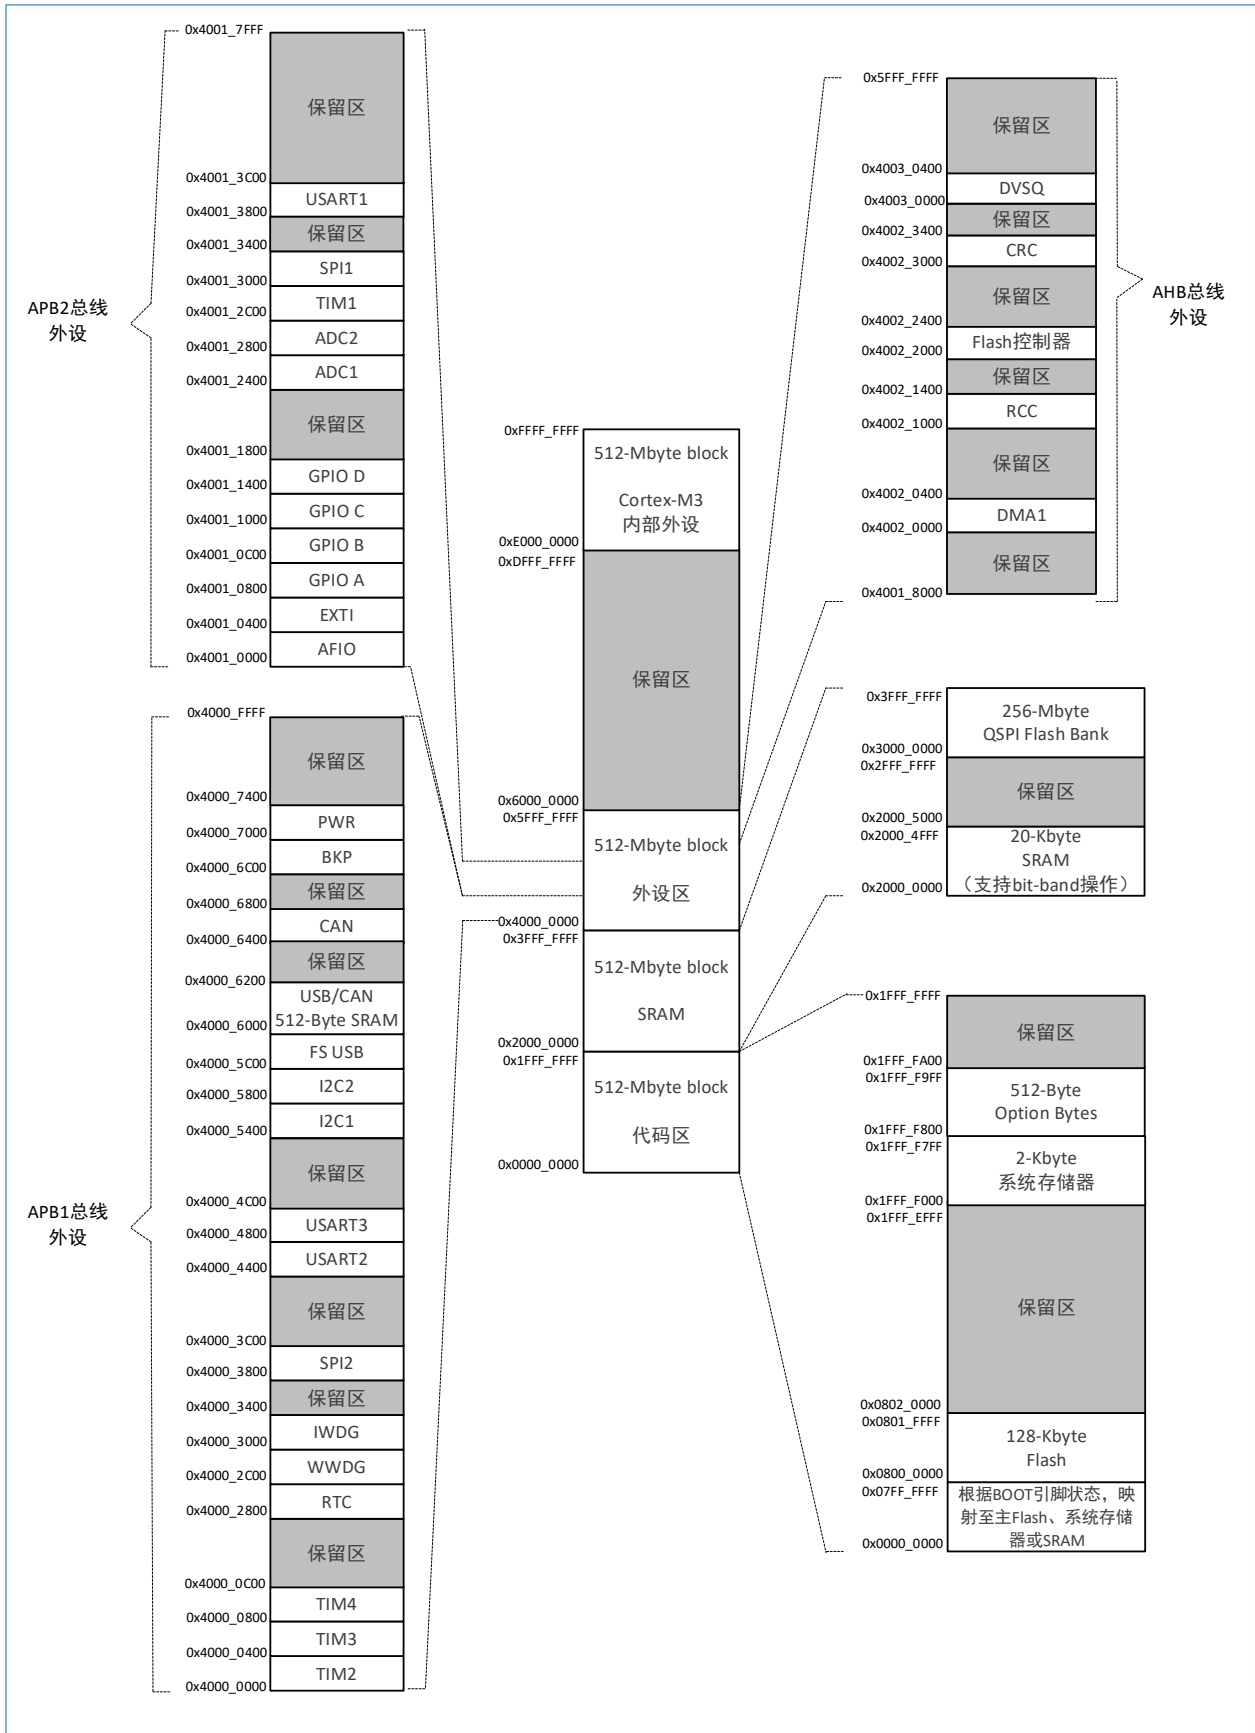 0x4001_7FFF
保留区
0x4001_3C00
USART1
0x4001_3800
保留区
0x4001_3400
SPI1
0x4001_3000
TIM1
0x4001_2C00
ADC2
0x4001_2800
ADC1
0x4001_2400
保留区
0x4001_1800
GPIO D
0x4001_1400
GPIO C
0x4001_1000
GPIO B
0x4001_0C00
GPIO A
0x4001_0800
EXTI
0x4001_0400
AFIO
0x4001_0000
APB2总线
外设
0x4000_FFFF
保留区
0x4000_7400
PWR
0x4000_7000
BKP
0x4000_6C00
保留区
0x4000_6800
CAN
0x4000_6400
保留区
0x4000_6200
USB/CAN
512-Byte SRAM
0x4000_6000
FS USB
0x4000_5C00
I2C2
0x4000_5800
I2C1
0x4000_5400
保留区
0x4000_4C00
USART3
0x4000_4800
USART2
0x4000_4400
保留区
0x4000_3C00
SPI2
0x4000_3800
保留区
0x4000_3400
IWDG
0x4000_3000
WWDG
0x4000_2C00
RTC
0x4000_2800
保留区
0x4000_0C00
TIM4
0x4000_0800
TIM3
0x4000_0400
TIM2
0x4000_0000
APB1总线
外设
0xFFFF_FFFF
512-Mbyte block
Cortex-M3
内部外设
0xE000_0000
0xDFFF_FFFF
保留区
0x6000_0000
0x5FFF_FFFF
512-Mbyte block
外设区
0x4000_0000
0x3FFF_FFFF
512-Mbyte block
SRAM
0x2000_0000
0x1FFF_FFFF
512-Mbyte block
代码区
0x0000_0000
0x5FFF_FFFF
保留区
0x4003_0400
DVSQ
0x4003_0000
保留区
0x4002_3400
CRC
0x4002_3000
保留区
0x4002_2400
Flash控制器
0x4002_2000
保留区
0x4002_1400
RCC
0x4002_1000
保留区
0x4002_0400
DMA1
0x4002_0000
保留区
0x4001_8000
AHB总线
外设
0x3FFF_FFFF
256-Mbyte
QSPI Flash Bank
0x3000_0000
0x2FFF_FFFF
保留区
0x2000_5000
0x2000_4FFF
20-Kbyte
SRAM
（支持bit-band操作）
0x2000_0000
0x1FFF_FFFF
保留区
0x1FFF_FA00
0x1FFF_F9FF
512-Byte
Option Bytes
0x1FFF_F800
0x1FFF_F7FF
2-Kbyte
系统存储器
0x1FFF_F000
0x1FFF_EFFF
保留区
0x0802_0000
0x0801_FFFF
128-Kbyte
Flash
0x0800_0000
0x07FF_FFFF
根据BOOT引脚状态，映
射至主Flash、系统存储
器或SRAM
0x0000_0000